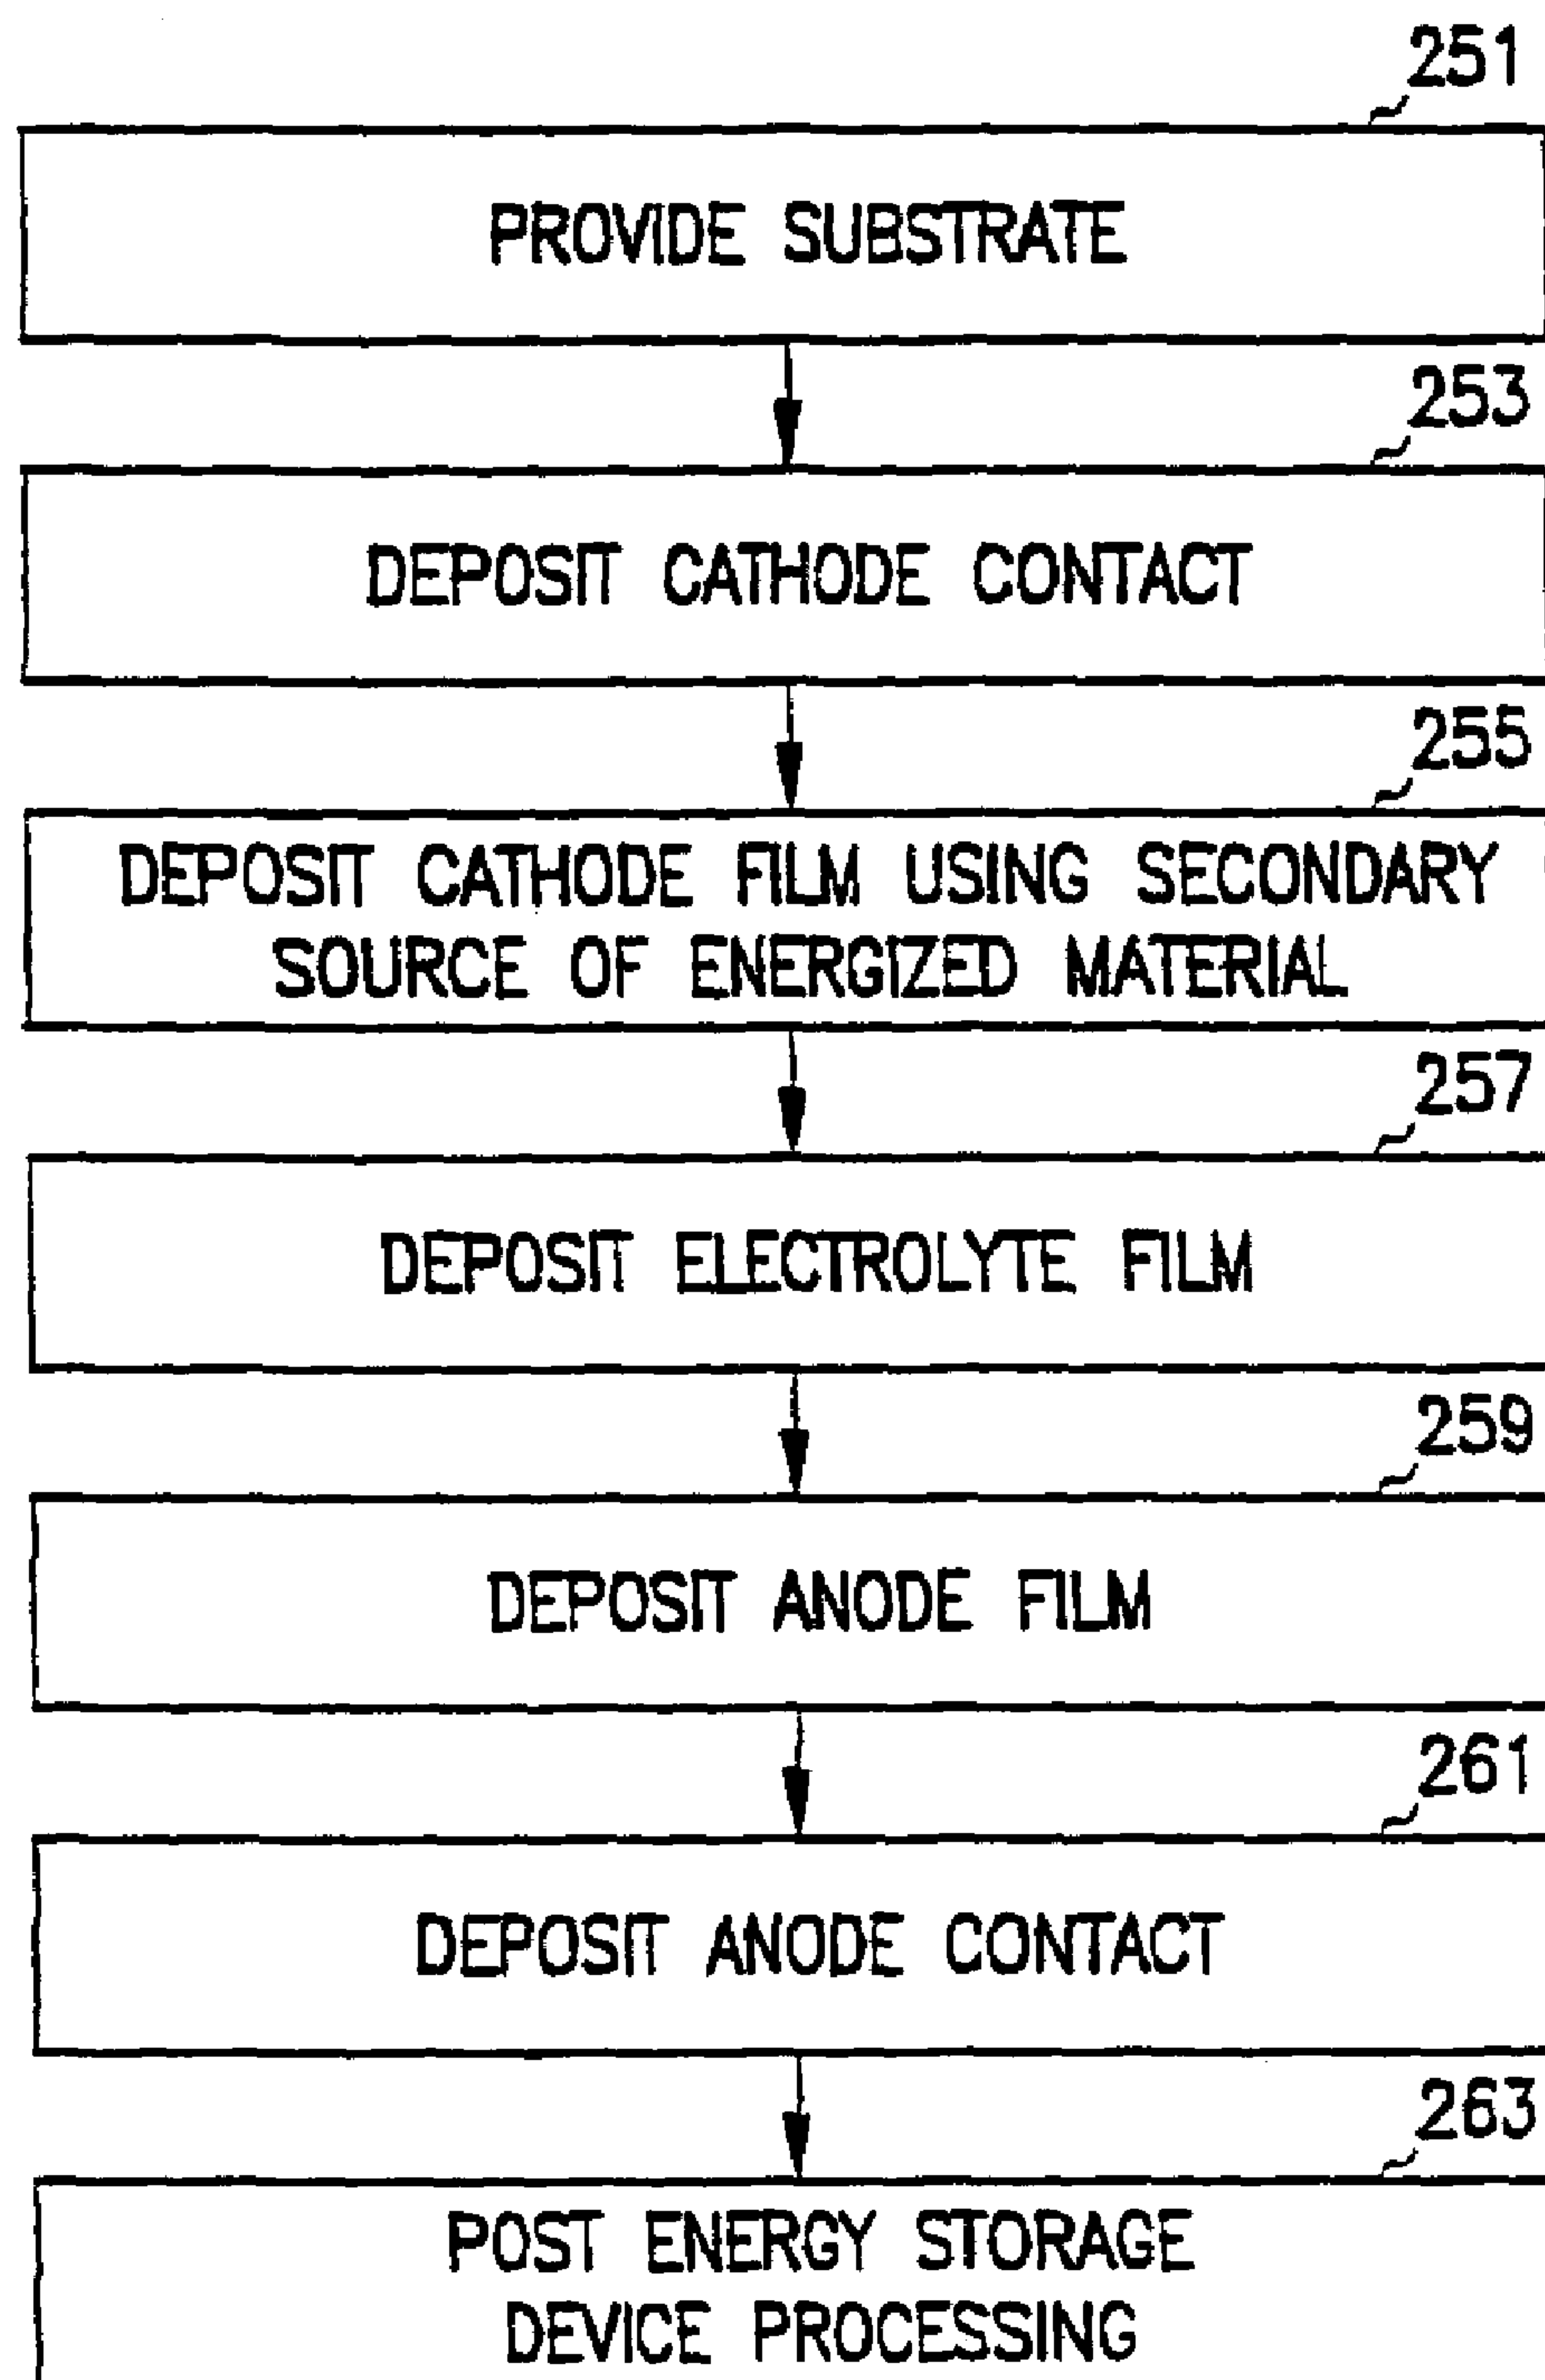 251
PROVIDE SUBSTRATE
253
DEPOSIT CATHODE CONTACT
255
DEPOSIT CATHODE FILM USING SECONDARY
SOURCE OF ENERGIZED MATERIAL
257
DEPOSIT ELECTROLYTE FILM
259
DEPOSIT ANODE FILM
261
DEPOSIT ANODE CONTACT
263
POST ENERGY STORAGE
DEVICE PROCESSING